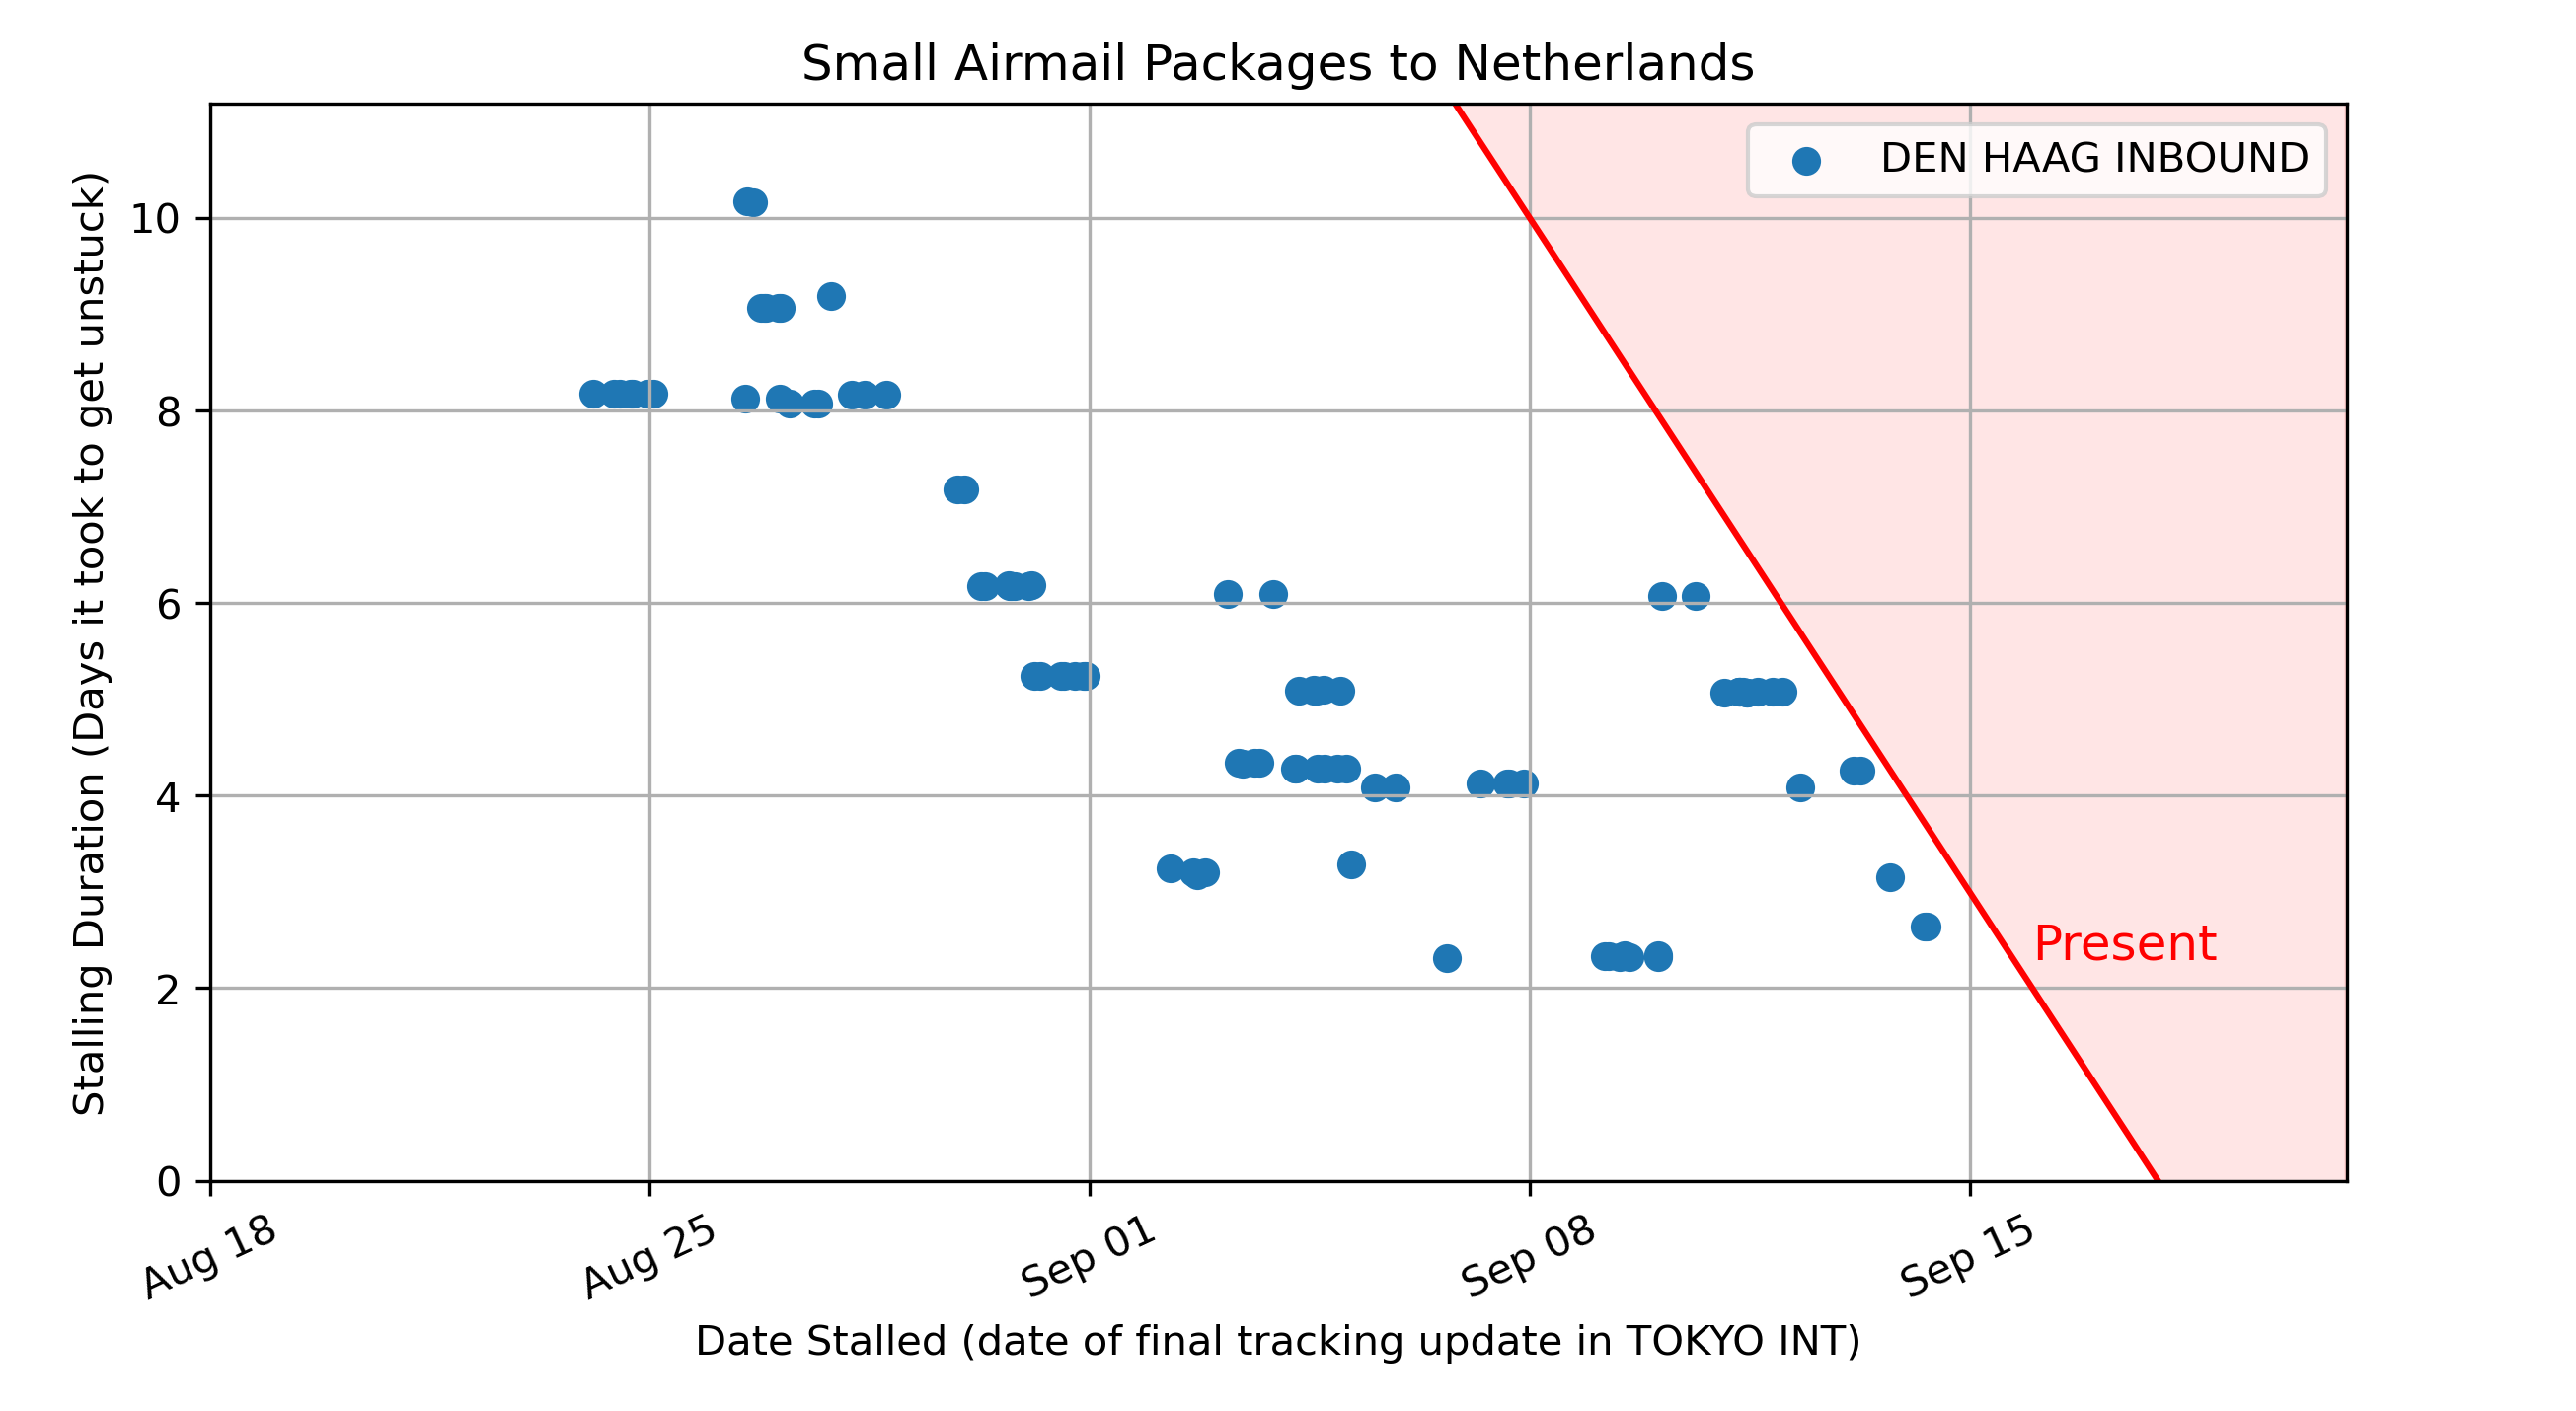 Small Airmail Packages to Netherlands
DEN HAAG INBOUND
Stalling Duration (Days it took to get unstuck)
10
8
6
4
2
0
Present
Aug 18
Aug 25
Sep 01
Sep 08
Sep 15
Date Stalled (date of final tracking update in TOKYO INT)